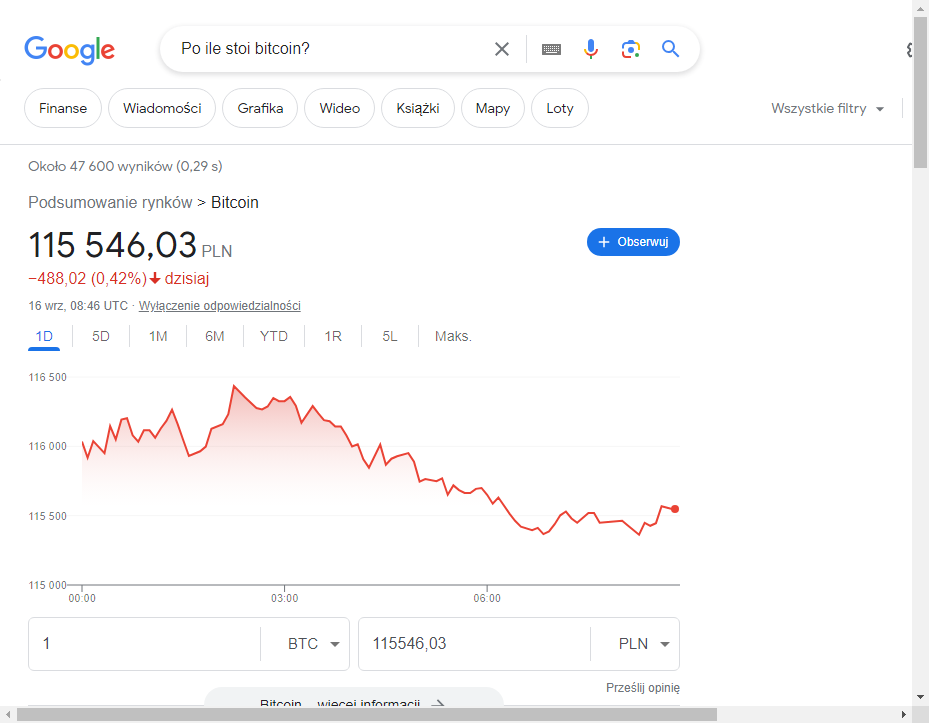 Google
Po ile stoi bitcoin?
Finanse Wiadomości Grafika Wideo Książki Mapy Loty Wszystkie filtry
Około 47 600 wyników (0,29 s)
Podsumowanie rynków > Bitcoin
115 546,03 PLN
+ Obserwuj
−488,02 (0,42%) dzisiaj
16 wrz, 08:46 UTC · Wyłączenie odpowiedzialności
1D 5D 1M 6M YTD 1R 5L Maks.
116 500
116 000
115 500
115 000
00:00 03:00 06:00
1 BTC 115546,03 PLN
Prześlij opinię
Bitcoin – więcej informacji